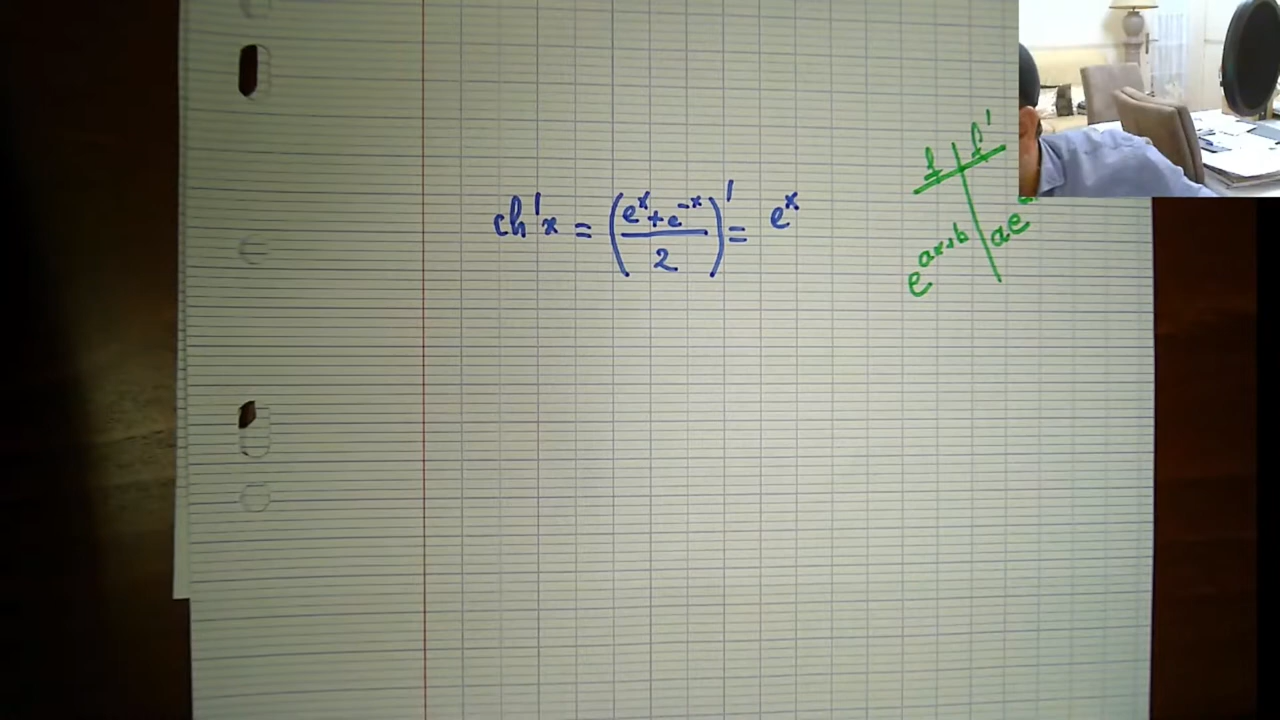 ch'x = (e^x + e^-x / 2)' = e^x
f | f'
e^ax+b | ae